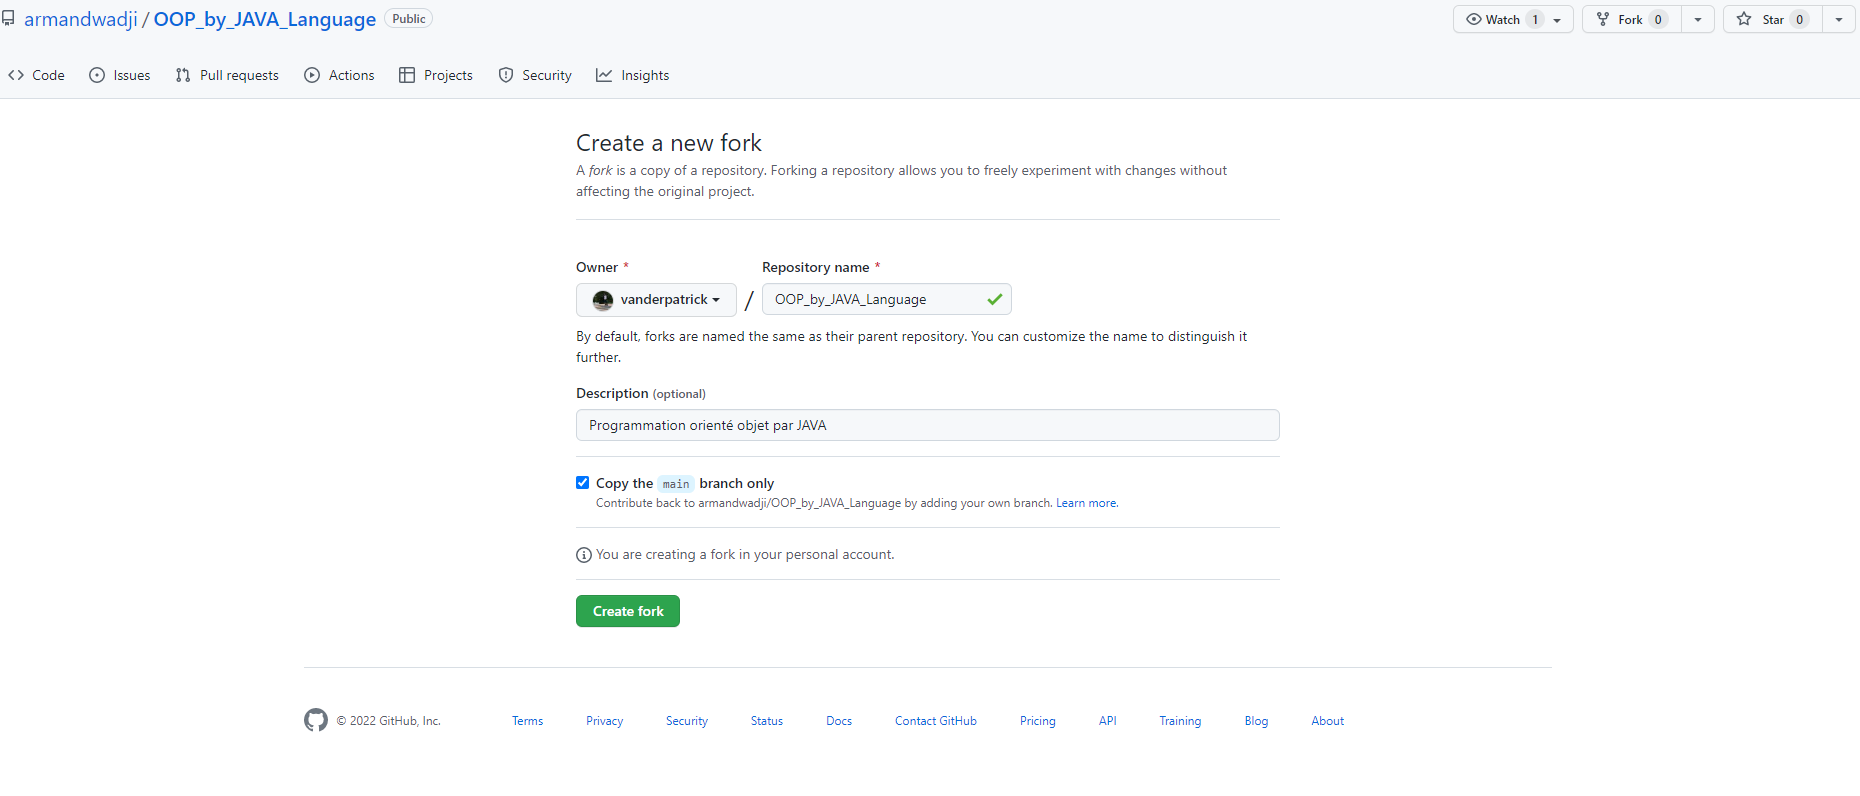 armandwadji / OOP_by_JAVA_Language Public
Watch 1 Fork 0 Star 0
Code Issues Pull requests Actions Projects Security Insights
Create a new fork
A fork is a copy of a repository. Forking a repository allows you to freely experiment with changes without
affecting the original project.
Owner * Repository name *
vanderpatrick / OOP_by_JAVA_Language
By default, forks are named the same as their parent repository. You can customize the name to distinguish it
further.
Description (optional)
Programmation orienté objet par JAVA
Copy the main branch only
Contribute back to armandwadji/OOP_by_JAVA_Language by adding your own branch. Learn more.
You are creating a fork in your personal account.
Create fork
© 2022 GitHub, Inc. Terms Privacy Security Status Docs Contact GitHub Pricing API Training Blog About